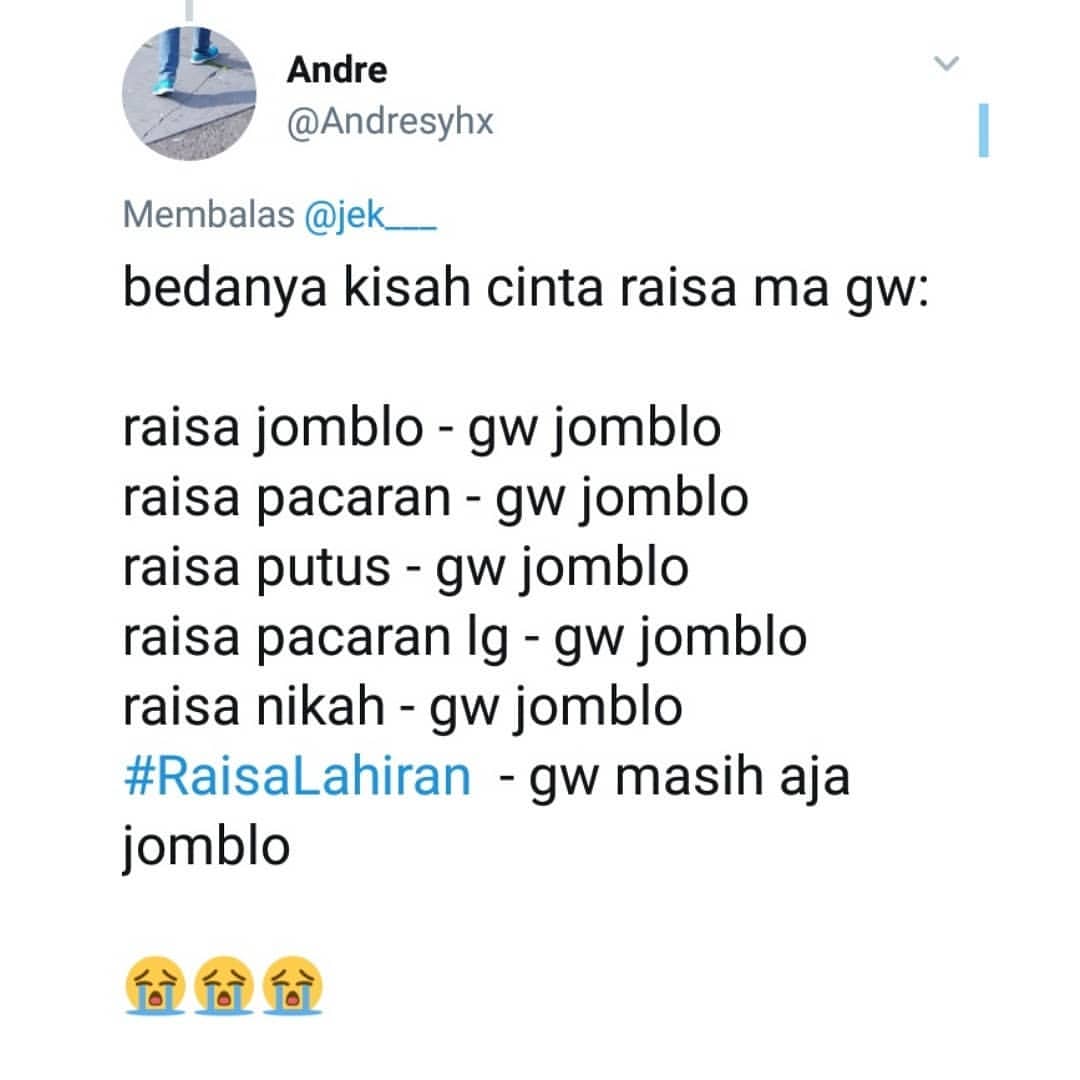 Andre
@Andresyhx
Membalas @jek___
bedanya kisah cinta raisa ma gw:
raisa jomblo - gw jomblo
raisa pacaran - gw jomblo
raisa putus - gw jomblo
raisa pacaran lg - gw jomblo
raisa nikah - gw jomblo
#RaisaLahiran - gw masih aja
jomblo
😭😭😭